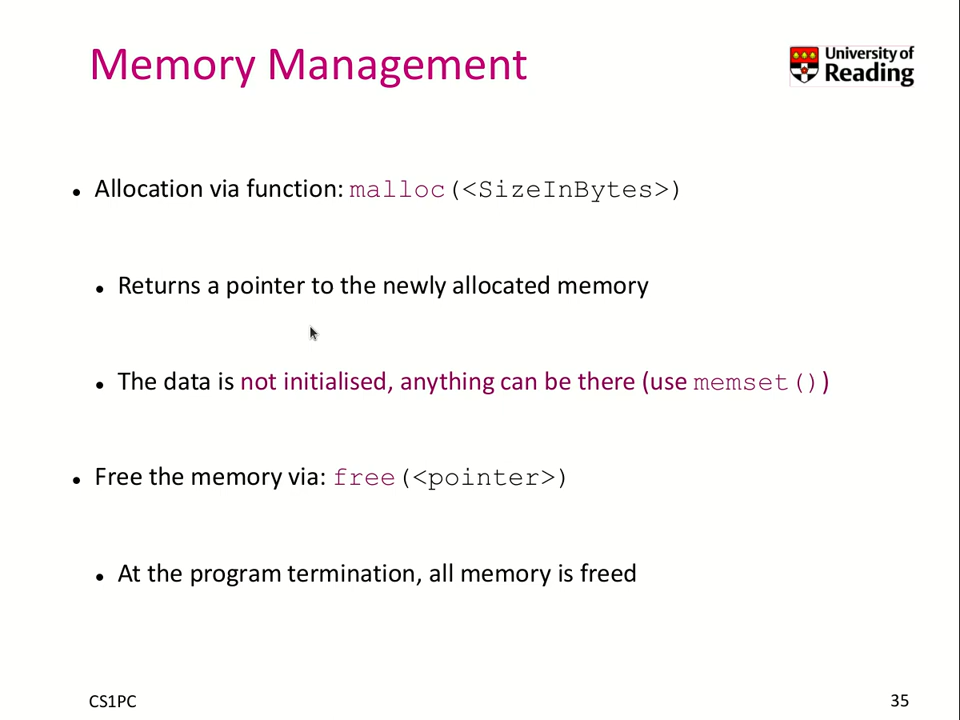 Memory Management
University of
Reading
• Allocation via function: malloc(<SizeInBytes>)
• Returns a pointer to the newly allocated memory
• The data is not initialised, anything can be there (use memset())
• Free the memory via: free(<pointer>)
• At the program termination, all memory is freed
CS1PC
35